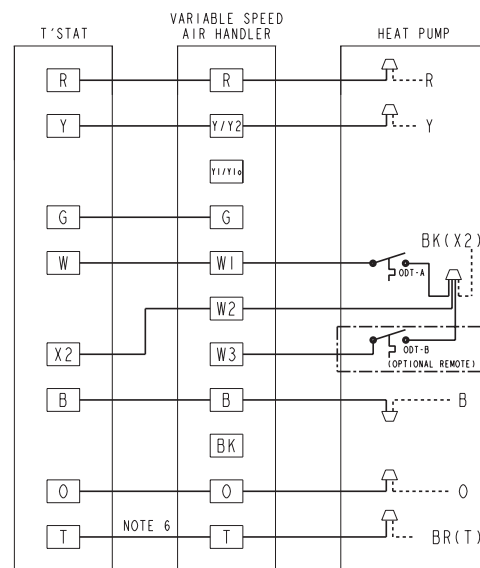 VARIABLE SPEED
T'STAT AIR HANDLER HEAT PUMP
R R R
Y Y/Y2 Y
Y1/Y1o
G G
BK(X2)
W W1
ODT-A
W2
X2 W3 ODT-B
(OPTIONAL REMOTE)
B B B
BK
O O O
T NOTE 6 T BR(T)